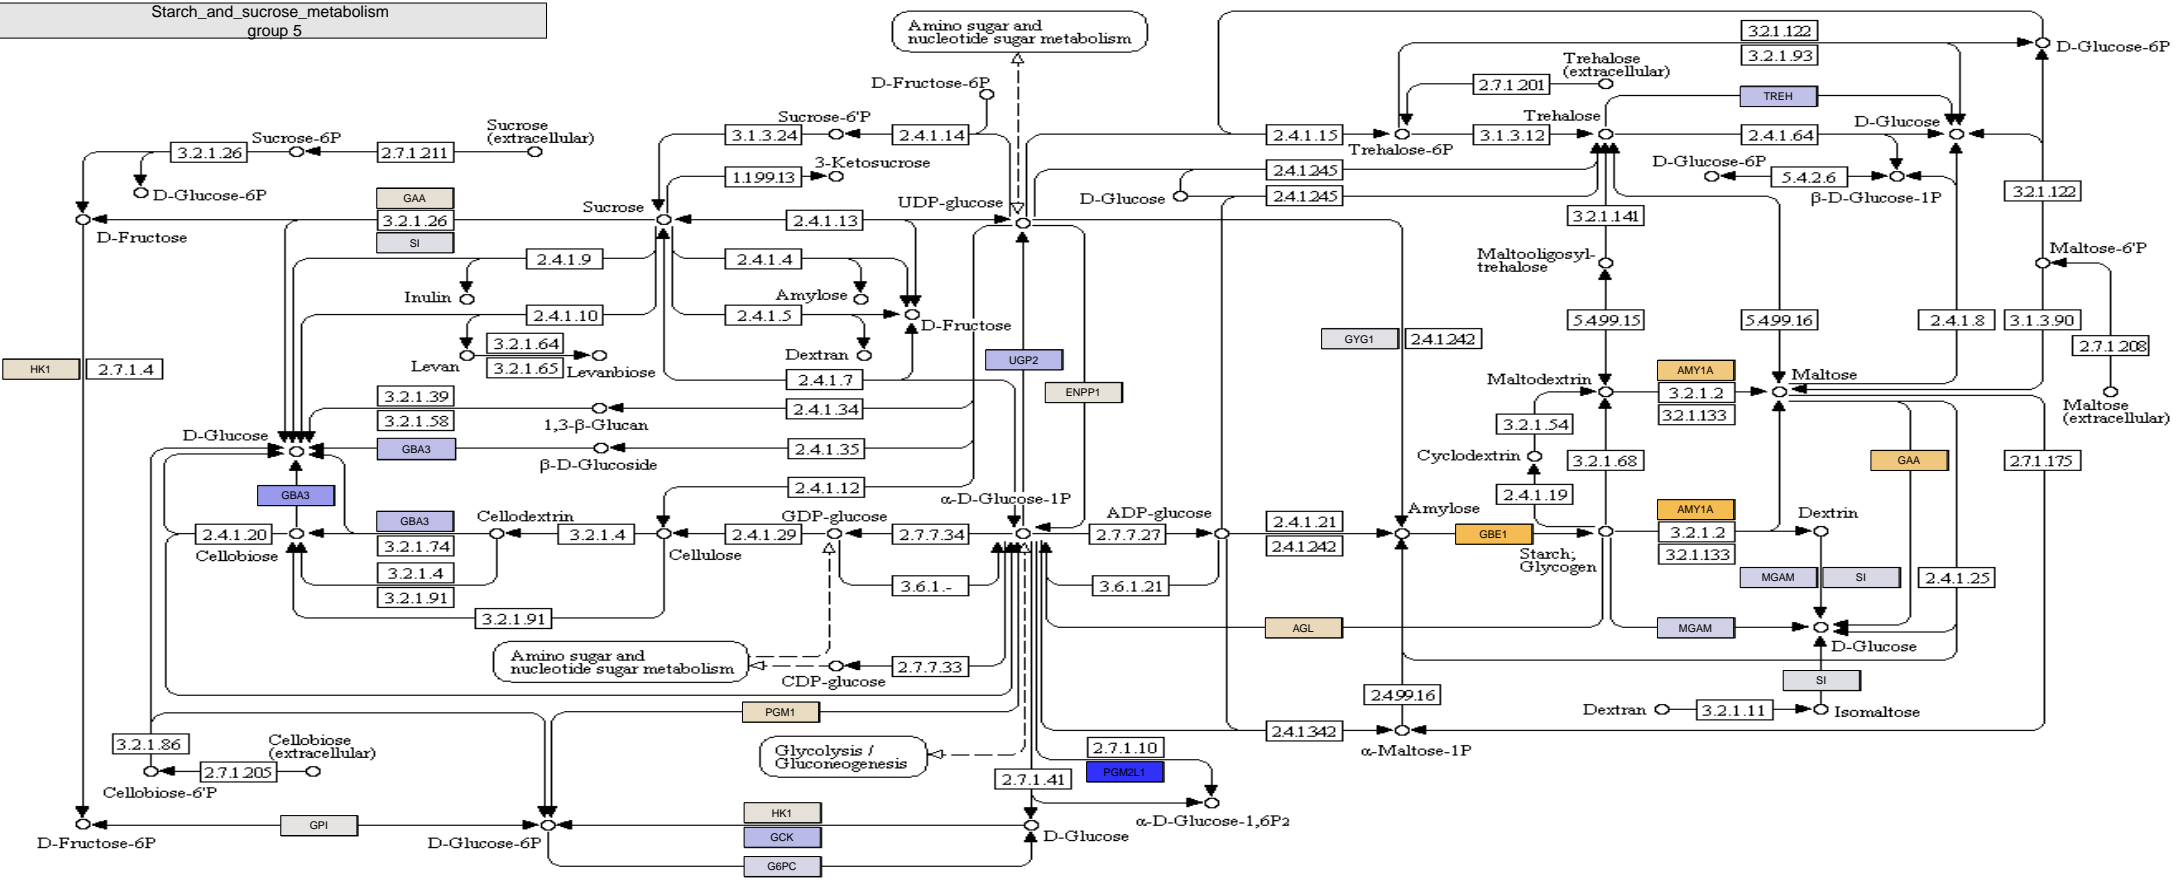 Starch_and_sucrose_metabolism
group 5
Amino sugar and
nucleotide sugar metabolism
3.2.1.122
D-Glucose-6P
3.2.1.93
Trehalose
(extracellular)
2.7.1.201
D-Fructose-6P
TREH
Sucrose-6'P
Trehalose
D-Glucose
Sucrose
(extracellular)
Sucrose-6P
3.1.3.24
2.4.1.14
2.4.1.15
3.1.3.12
2.4.1.64
Trehalose-6P
3.2.1.26
2.7.1.211
3-Ketosucrose
D-Glucose-6P
1.1.99.13
2.4.1.245
5.4.2.6
D-Glucose-6P
GAA
D-Glucose
2.4.1.245
β-D-Glucose-1P
3.2.1.122
Sucrose
UDP-glucose
3.2.1.26
2.4.1.13
3.2.1.141
D-Fructose
SI
Maltose-6'P
2.4.1.9
2.4.1.4
Maltooligosyl-
trehalose
Inulin
Amylose
2.4.1.10
2.4.1.5
D-Fructose
5.4.99.15
5.4.99.16
2.4.1.8
3.1.3.90
GYG1
2.4.1.242
3.2.1.64
Levan
3.2.1.65
Levanbiose
Dextran
UGP2
2.7.1.208
HK1
2.7.1.4
2.4.1.7
AMY1A
Maltodextrin
Maltose
ENPP1
3.2.1.2
3.2.1.39
3.2.1.58
2.4.1.34
3.2.1.133
Maltose
(extracellular)
1,3-β-Glucan
3.2.1.54
D-Glucose
GBA3
2.4.1.35
β-D-Glucoside
Cyclodextrin
3.2.1.68
GAA
2.7.1.175
GBA3
2.4.1.12
α-D-Glucose-1P
2.4.1.19
Amylose
AMY1A
Dextrin
GBA3
Cellodextrin
GDP-glucose
ADP-glucose
2.4.1.20
3.2.1.74
3.2.1.4
2.4.1.29
2.7.7.34
2.7.7.27
2.4.1.21
2.4.1.242
GBE1
3.2.1.2
3.2.1.133
Cellobiose
Cellulose
Starch;
Glycogen
3.2.1.4
3.2.1.91
3.6.1.-
3.6.1.21
MGAM
SI
2.4.1.25
3.2.1.91
AGL
MGAM
D-Glucose
Amino sugar and
nucleotide sugar metabolism
2.7.7.33
CDP-glucose
SI
2.4.99.16
PGM1
Dextran
3.2.1.11
Isomaltose
2.4.1.342
α-Maltose-1P
3.2.1.86
Cellobiose
(extracellular)
Glycolysis /
Gluconeogenesis
2.7.1.10
2.7.1.205
2.7.1.41
PGM2L1
Cellobiose-6'P
HK1
α-D-Glucose-1,6P2
GPI
GCK
D-Glucose
D-Fructose-6P
D-Glucose-6P
G6PC